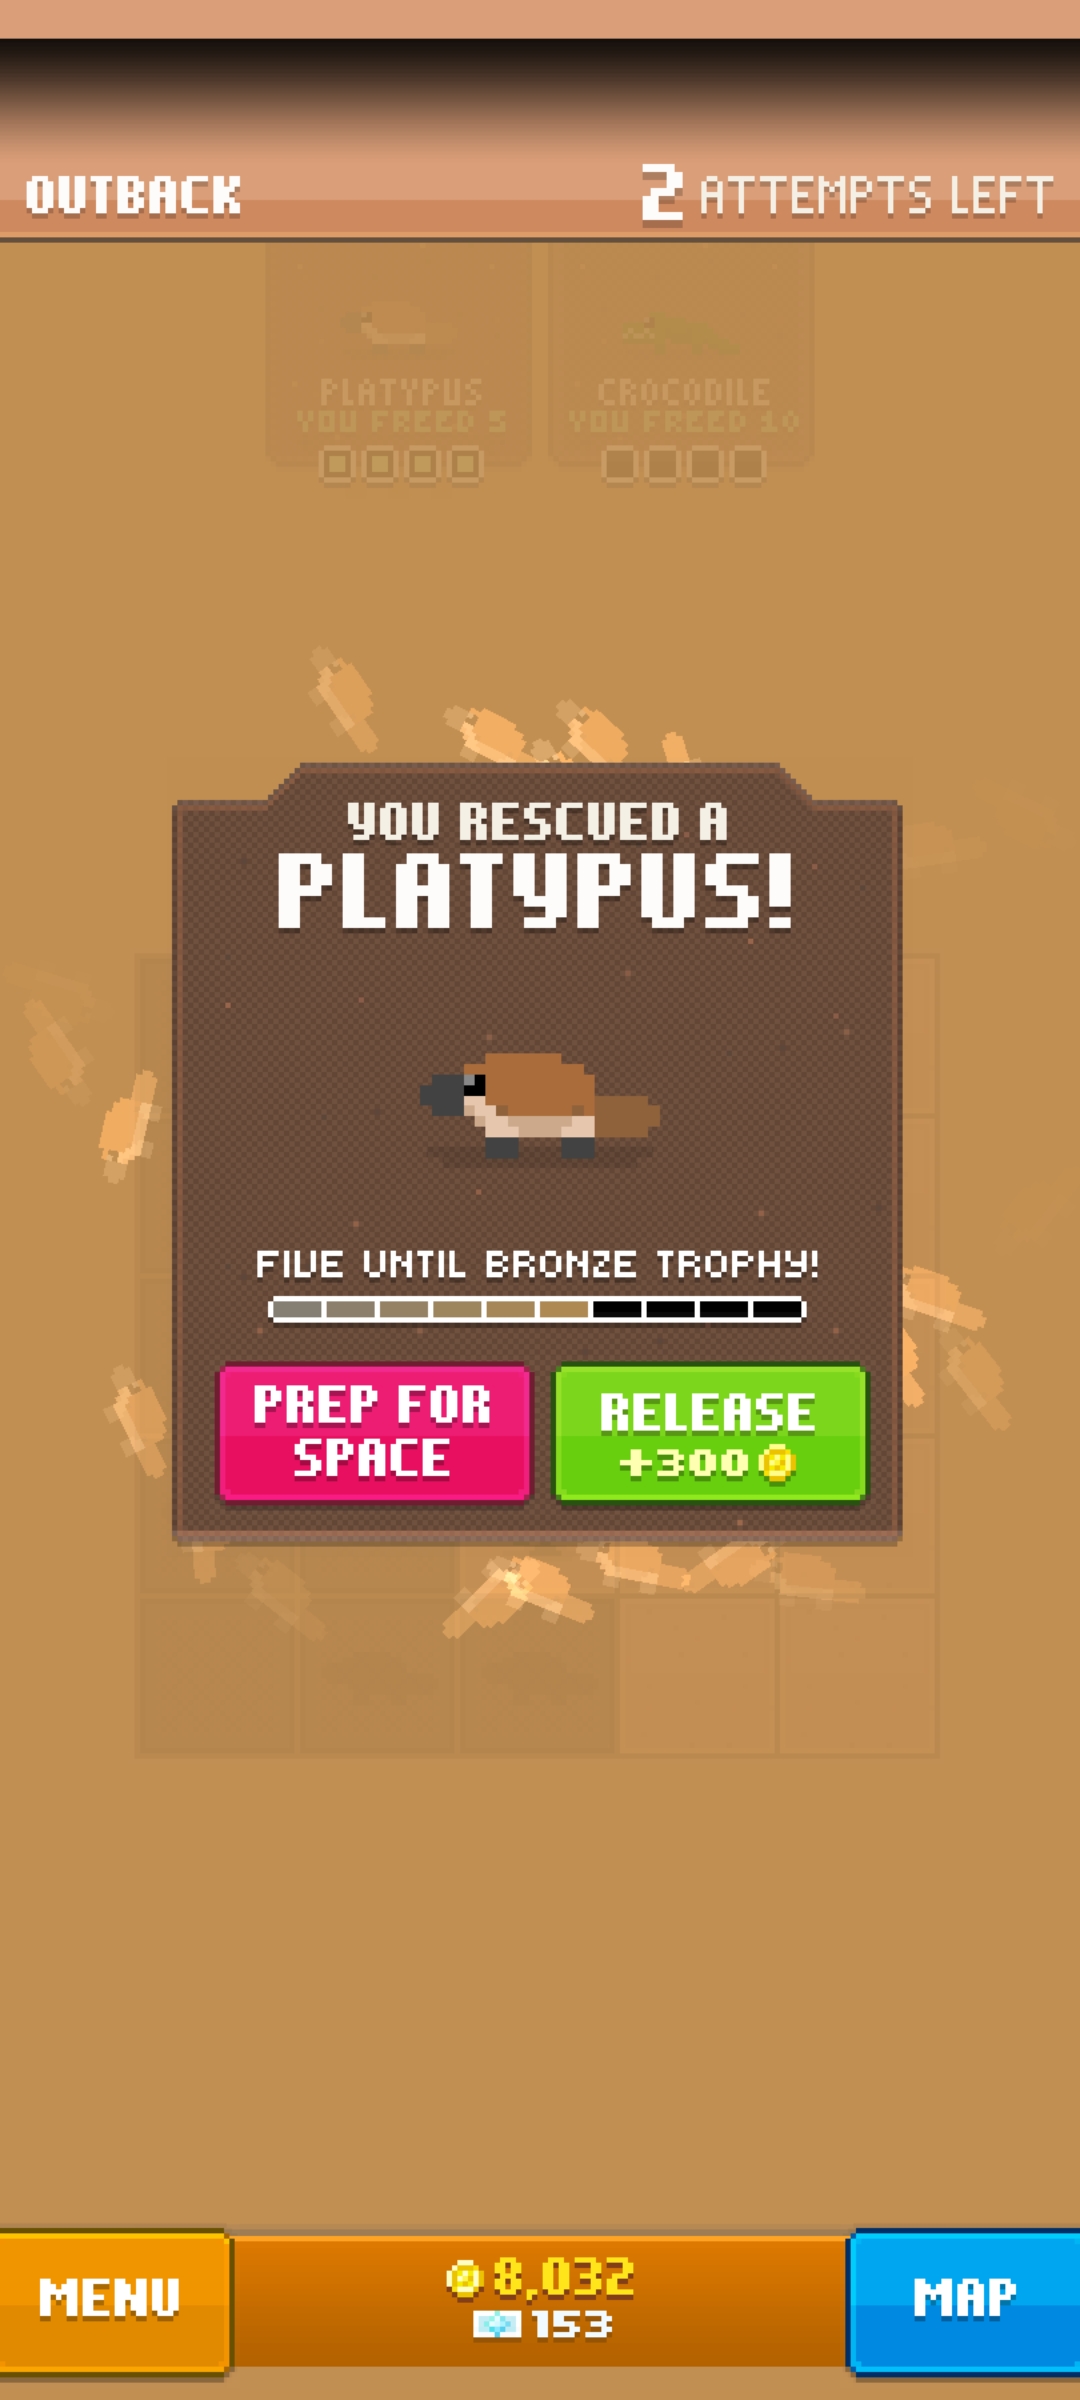 OUTBACK
2 ATTEMPTS LEFT
PLATYPUS
YOU FREED 5
CROCODILE
YOU FREED 10
YOU RESCUED A
PLATYPUS!
FIVE UNTIL BRONZE TROPHY!
PREP FOR
SPACE
RELEASE
+300
MENU
8,032
153
MAP